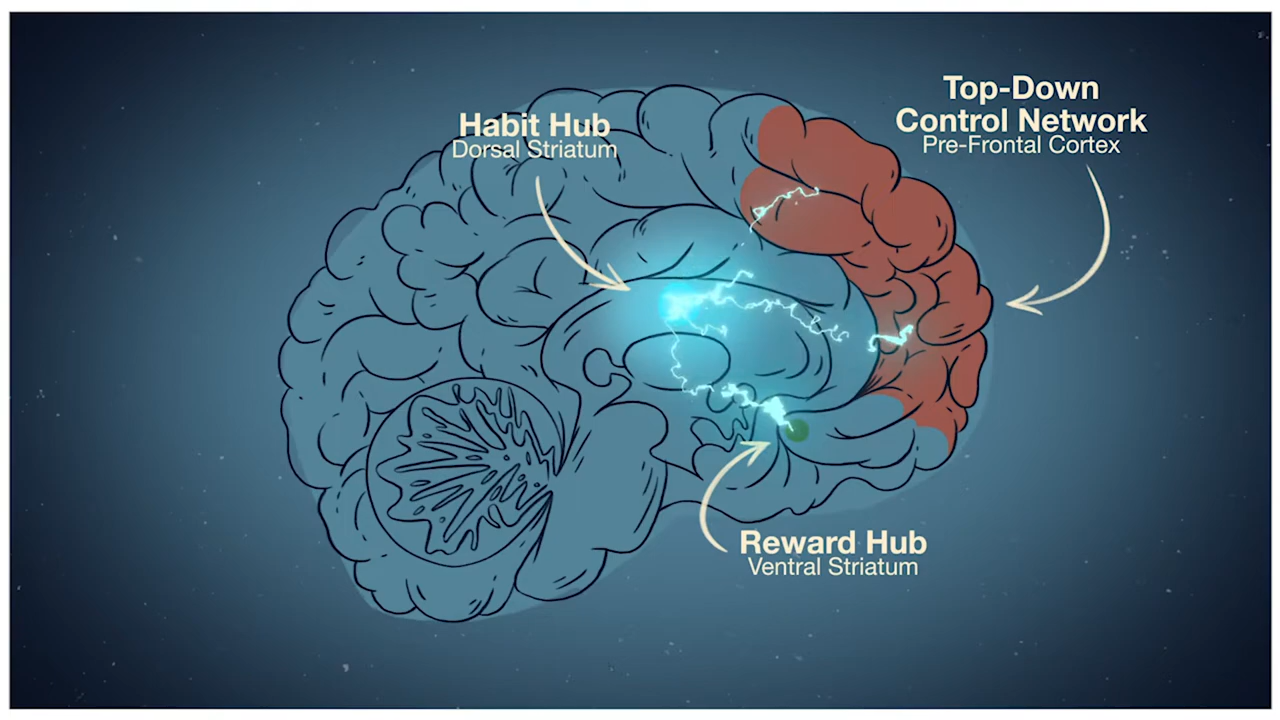 Habit Hub
Dorsal Striatum
Top-Down
Control Network
Pre-Frontal Cortex
Reward Hub
Ventral Striatum